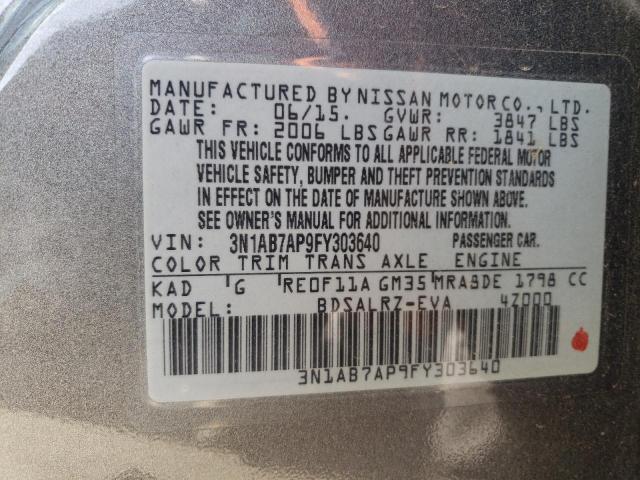 MANUFACTURED BY NISSAN MOTOR CO., LTD.
DATE: 06/15. GVWR: 3847 LBS
GAWR FR: 2006 LBS GAWR RR: 1841 LBS
THIS VEHICLE CONFORMS TO ALL APPLICABLE FEDERAL MOTOR
VEHICLE SAFETY, BUMPER AND THEFT PREVENTION STANDARDS
IN EFFECT ON THE DATE OF MANUFACTURE SHOWN ABOVE.
SEE OWNER'S MANUAL FOR ADDITIONAL INFORMATION.
VIN: 3N1AB7AP9FY303640 PASSENGER CAR.
COLOR TRIM TRANS AXLE ENGINE
KAD G RE0F11A GM35 MRA8DE 1798 CC
MODEL: BDSALRZ-EVA 4Z000
3N1AB7AP9FY303640